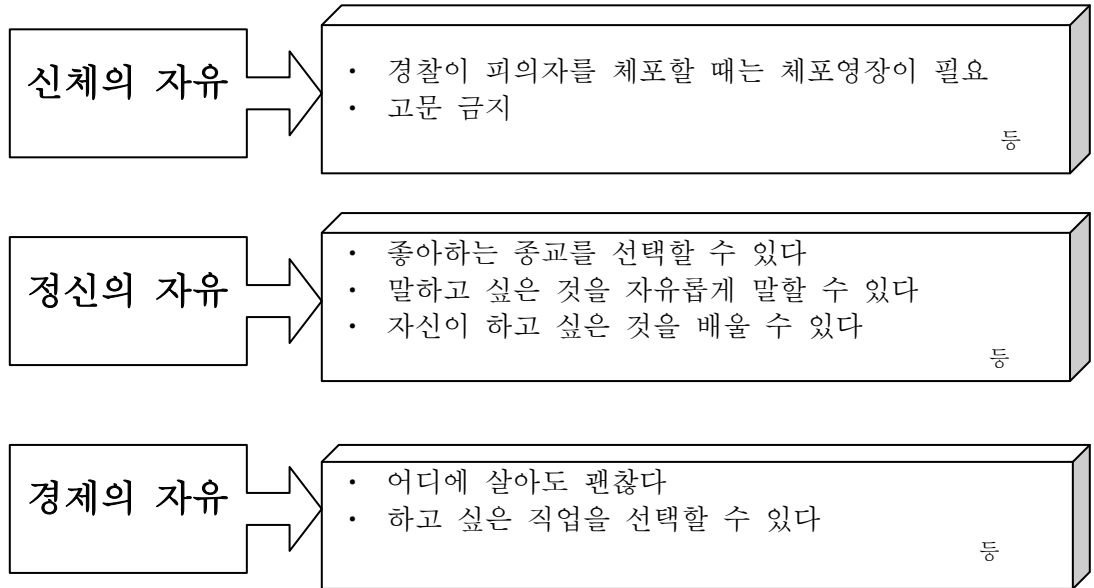 신체의 자유
· 경찰이 피의자를 체포할 때는 체포영장이 필요
· 고문 금지
등
정신의 자유
· 좋아하는 종교를 선택할 수 있다
· 말하고 싶은 것을 자유롭게 말할 수 있다
· 자신이 하고 싶은 것을 배울 수 있다
등
경제의 자유
· 어디에 살아도 괜찮다
· 하고 싶은 직업을 선택할 수 있다
등